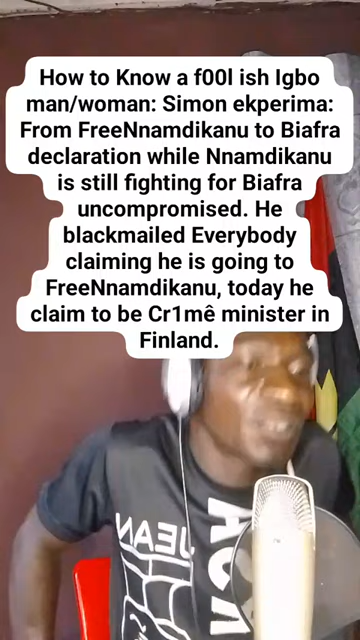 How to Know a f00l ish Igbo
man/woman: Simon ekperima:
From FreeNnamdikanu to Biafra
declaration while Nnamdikanu
is still fighting for Biafra
uncompromised. He
blackmailed Everybody
claiming he is going to
FreeNnamdikanu, today he
claim to be Cr1mê minister in
Finland.
JEAN